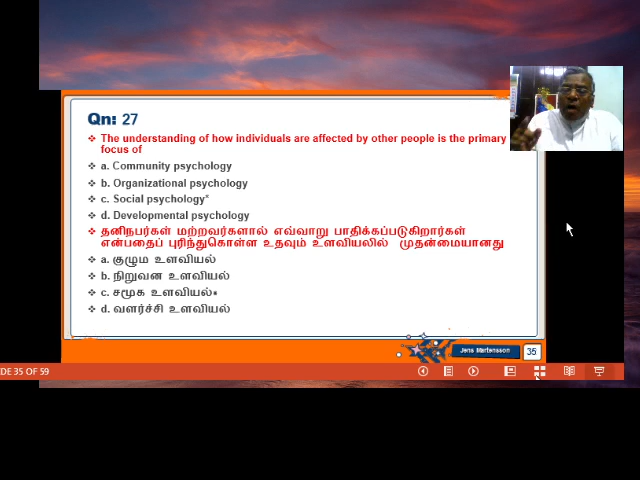 Qn: 27
❖ The understanding of how individuals are affected by other people is the primary
focus of
❖ a. Community psychology
❖ b. Organizational psychology
❖ c. Social psychology*
❖ d. Developmental psychology
❖ தனிநபர்கள் மற்றவர்களால் எவ்வாறு பாதிக்கப்படுகிறார்கள்
என்பதைப் புரிந்துகொள்ள உதவும் உளவியலில் முதன்மையானது
❖ a. குழும உளவியல்
❖ b. நிறுவன உளவியல்
❖ c. சமூக உளவியல்*
❖ d. வளர்ச்சி உளவியல்
Jens Martensson
35
DE 35 OF 59